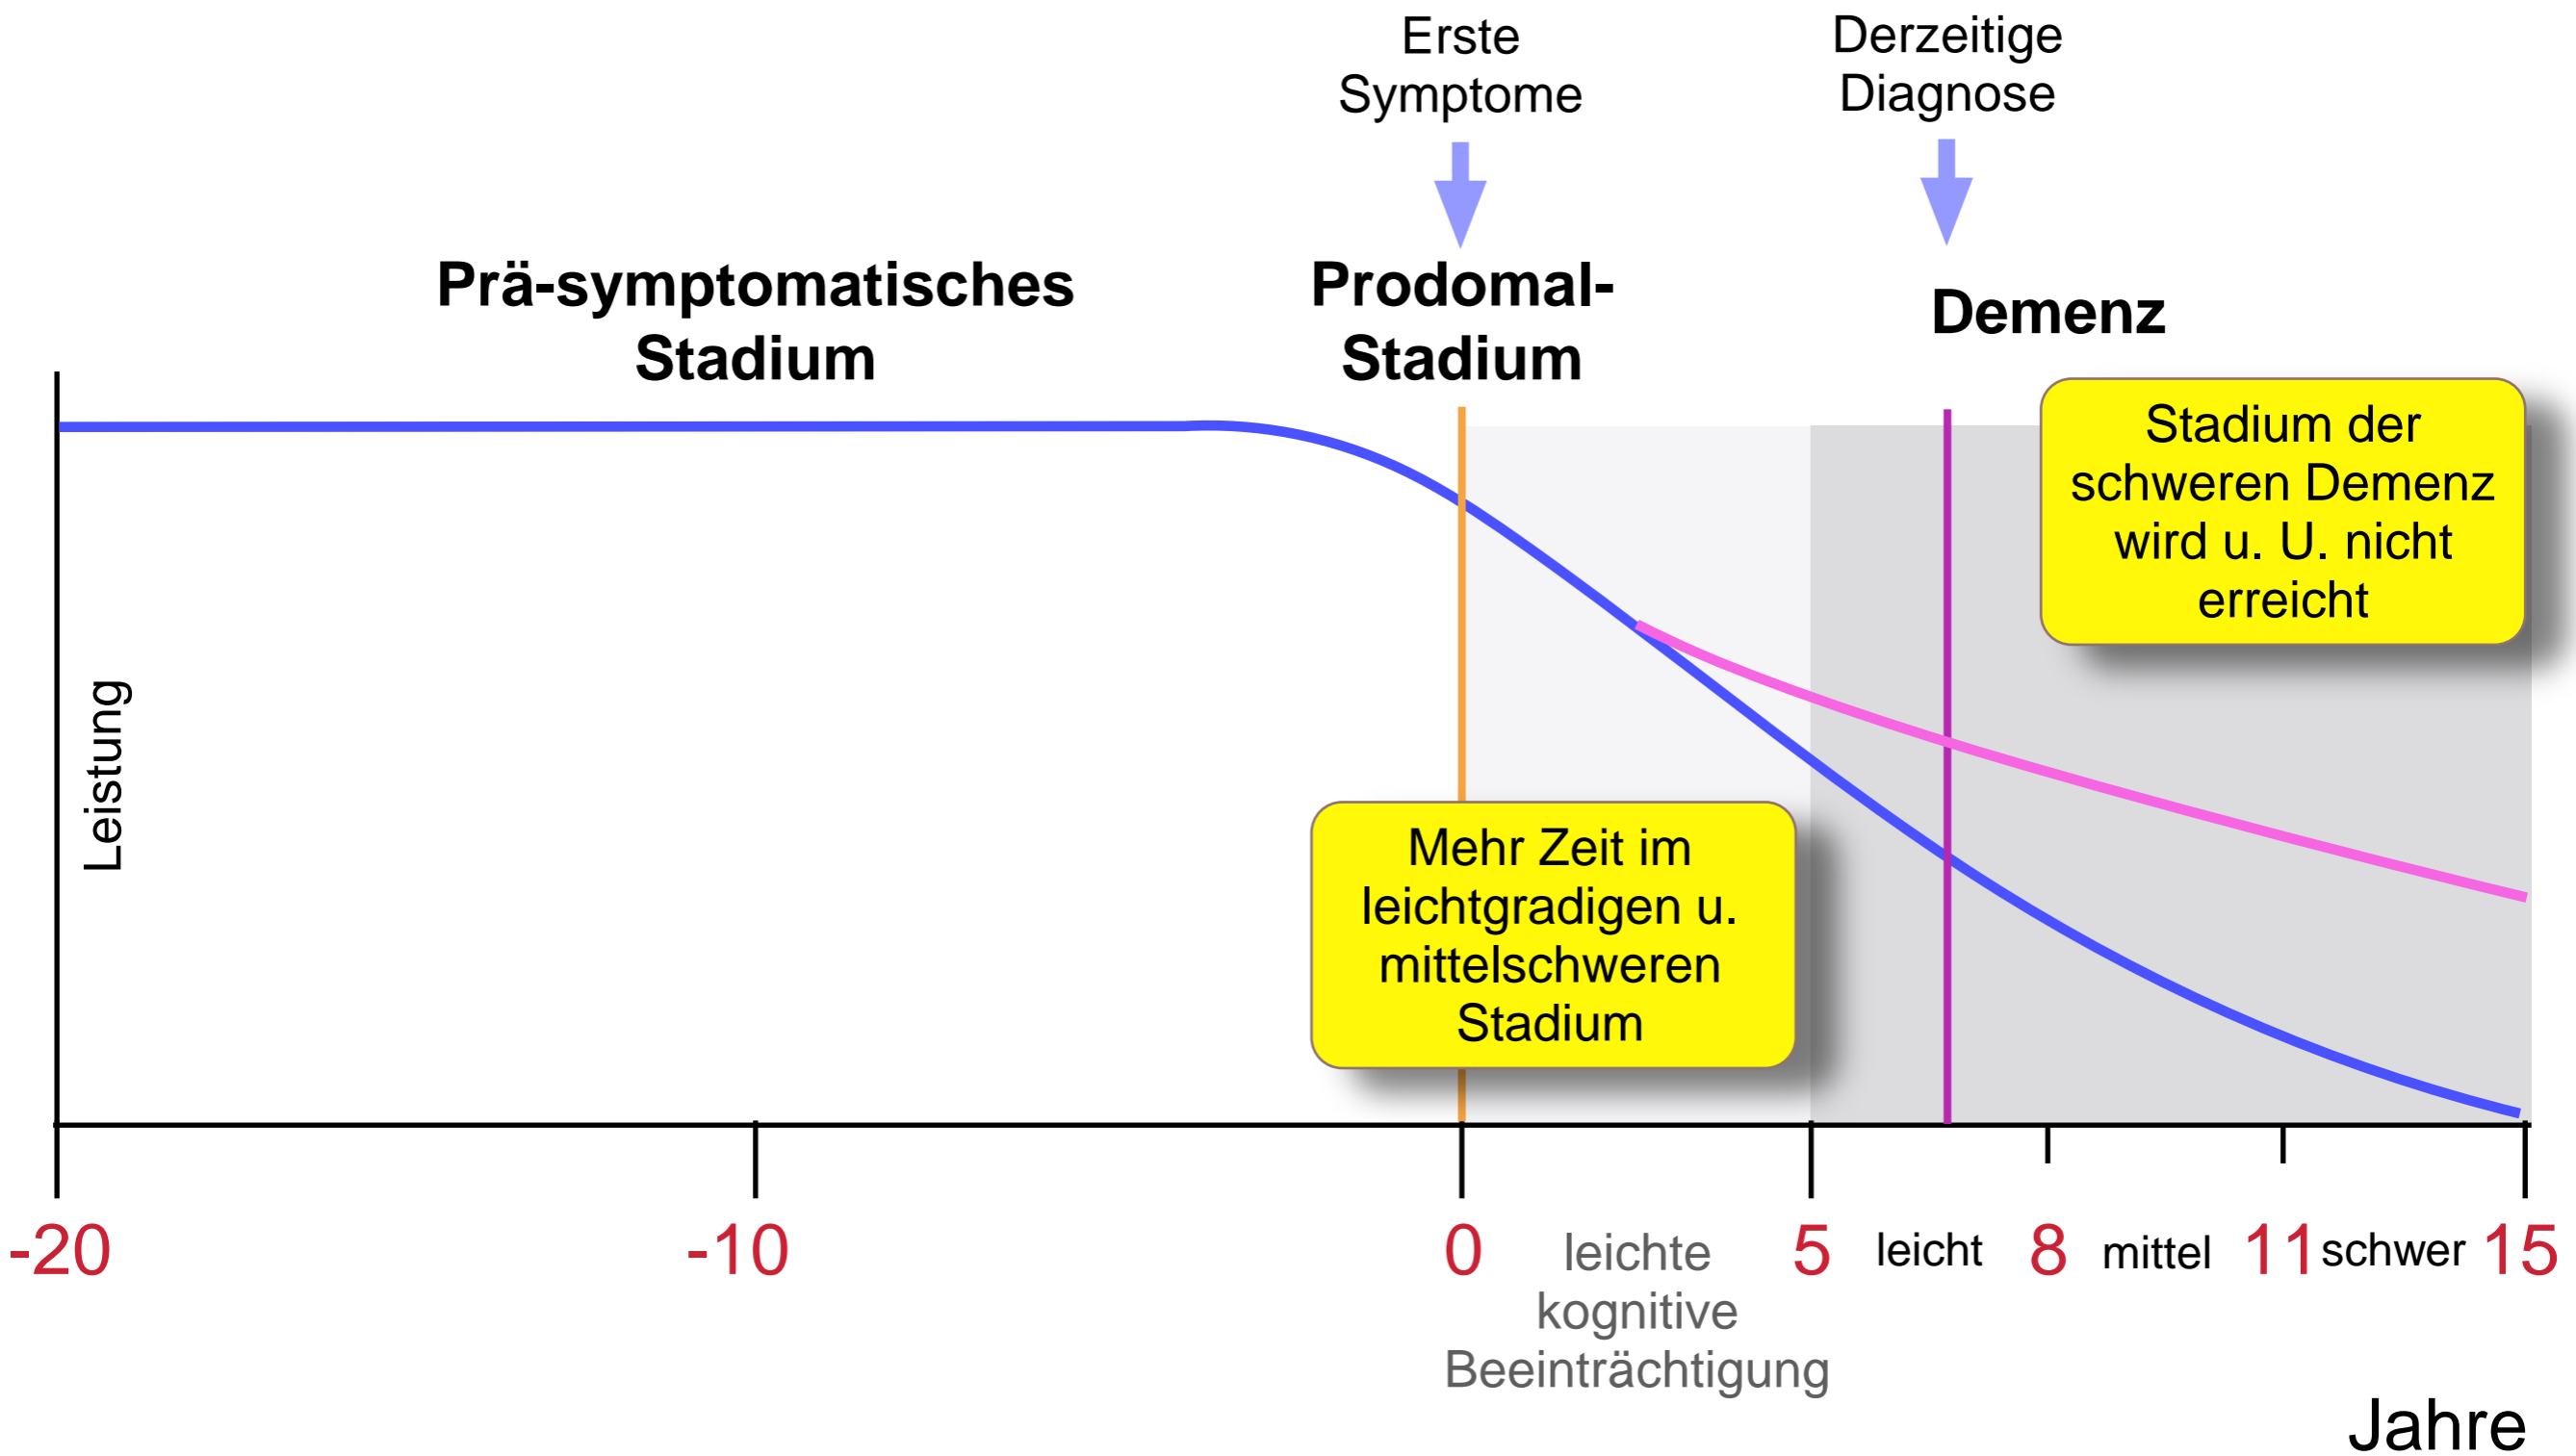 Erste
Symptome
Derzeitige
Diagnose
Prä-symptomatisches
Stadium
Prodomal-
Stadium
Demenz
Stadium der
schweren Demenz
wird u. U. nicht
erreicht
Leistung
Mehr Zeit im
leichtgradigen u.
mittelschweren
Stadium
-20 -10 0 5 leicht 8 mittel 11 schwer 15
leichte
kognitive
Beeinträchtigung
Jahre